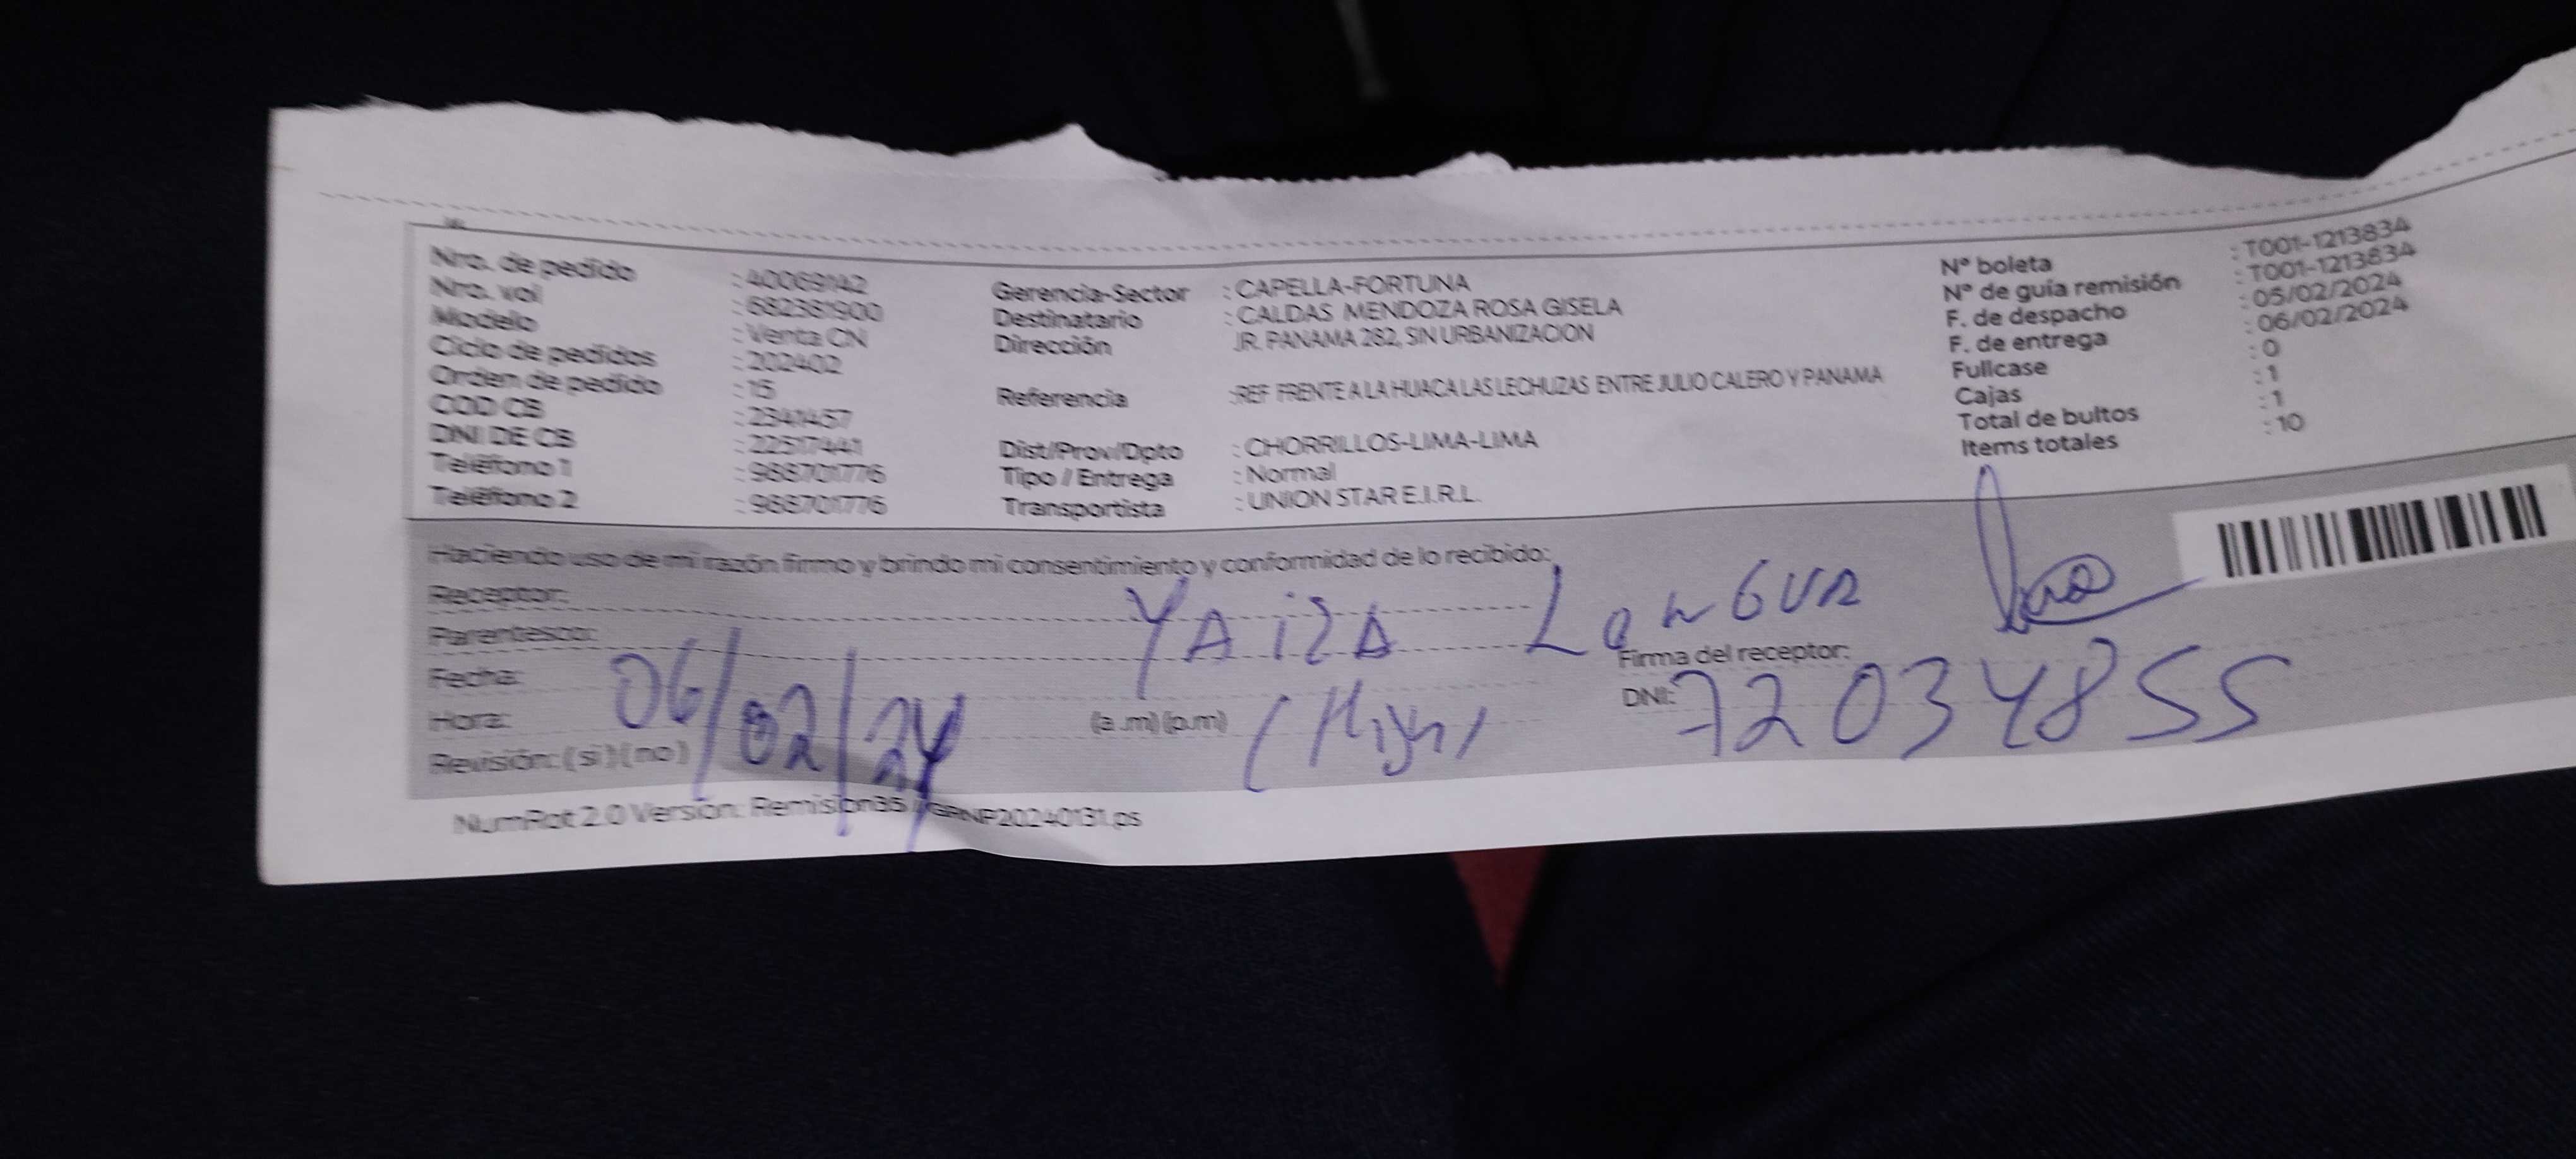 Nro. de pedido : 40069142
Nro. vol : 682381900
Modelo : Venta CN
Ciclo de pedidos : 202402
Orden de pedido : 15
COD CB : 2341457
DNI DE CB : 22517441
Teléfono 1 : 988701776
Teléfono 2 : 988701776
Gerencia-Sector : CAPELLA-FORTUNA
Destinatario : CALDAS MENDOZA ROSA GISELA
Dirección JR. PANAMA 282, SIN URBANIZACION
Referencia :REF FRENTE A LA HUACA LAS LECHUZAS ENTRE JULIO CALERO Y PANAMA
Dist/Prov/Dpto : CHORRILLOS-LIMA-LIMA
Tipo / Entrega : Normal
Transportista : UNION STAR E.I.R.L.
N° boleta : T001-1213834
N° de guía remisión : T001-1213834
F. de despacho : 05/02/2024
F. de entrega : 06/02/2024
Fullcase : 0
Cajas : 1
Total de bultos : 1
Items totales : 10
Haciendo uso de mi razón firmo y brindo mi consentimiento y conformidad de lo recibido:
Receptor:
Parentesco: YAIZA
Fecha: 06/02/24
Hora: (a.m) (p.m)
Revisión: (si) (no)
Firma del receptor:
DNI: 72034855
NumRot 2.0 Versión: Remision35 / GRNP20240131.ps